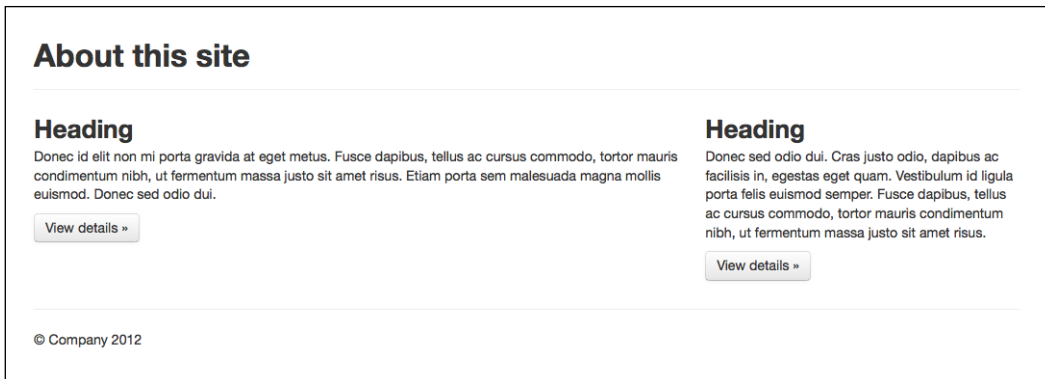 About this site
Heading
Donec id elit non mi porta gravida at eget metus. Fusce dapibus, tellus ac cursus commodo, tortor mauris
condimentum nibh, ut fermentum massa justo sit amet risus. Etiam porta sem malesuada magna mollis
euismod. Donec sed odio dui.
View details »
Heading
Donec sed odio dui. Cras justo odio, dapibus ac
facilisis in, egestas eget quam. Vestibulum id ligula
porta felis euismod semper. Fusce dapibus, tellus
ac cursus commodo, tortor mauris condimentum
nibh, ut fermentum massa justo sit amet risus.
View details »
© Company 2012